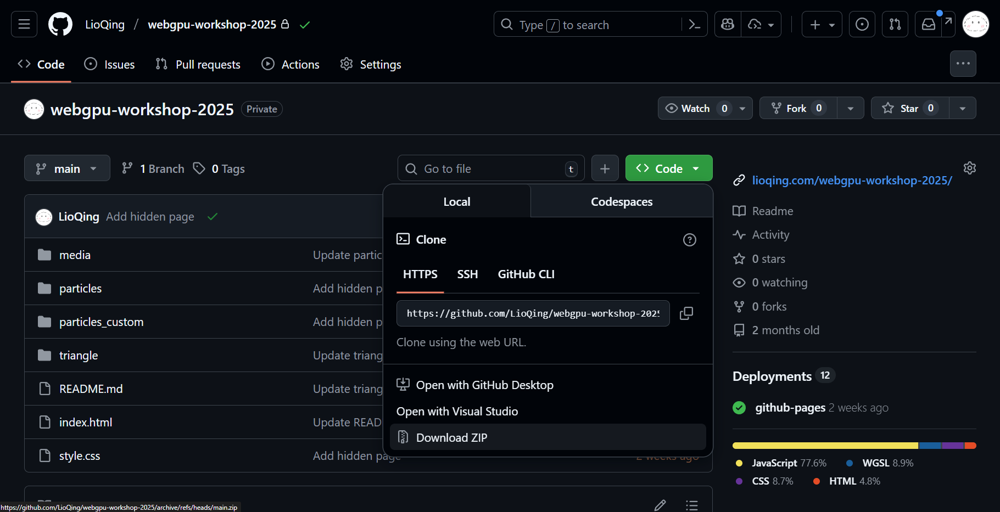 LioQing / webgpu-workshop-2025
Type / to search
Code Issues Pull requests Actions Settings
webgpu-workshop-2025 Private
Watch 0 Fork 0 Star 0
main 1 Branch 0 Tags
Go to file t
Code
LioQing Add hidden page
media Update partic
particles Add hidden p
particles_custom Add hidden p
triangle Update triang
README.md Update triang
index.html Update READ
style.css Add hidden page 2 weeks ago
Local Codespaces
Clone
HTTPS SSH GitHub CLI
https://github.com/LioQing/webgpu-workshop-2025
Clone using the web URL.
Open with GitHub Desktop
Open with Visual Studio
Download ZIP
lioqing.com/webgpu-workshop-2025/
Readme
Activity
0 stars
0 watching
0 forks
2 months old
Deployments 12
github-pages 2 weeks ago
JavaScript 77.6% WGSL 8.9%
CSS 8.7% HTML 4.8%
https://github.com/LioQing/webgpu-workshop-2025/archive/refs/heads/main.zip